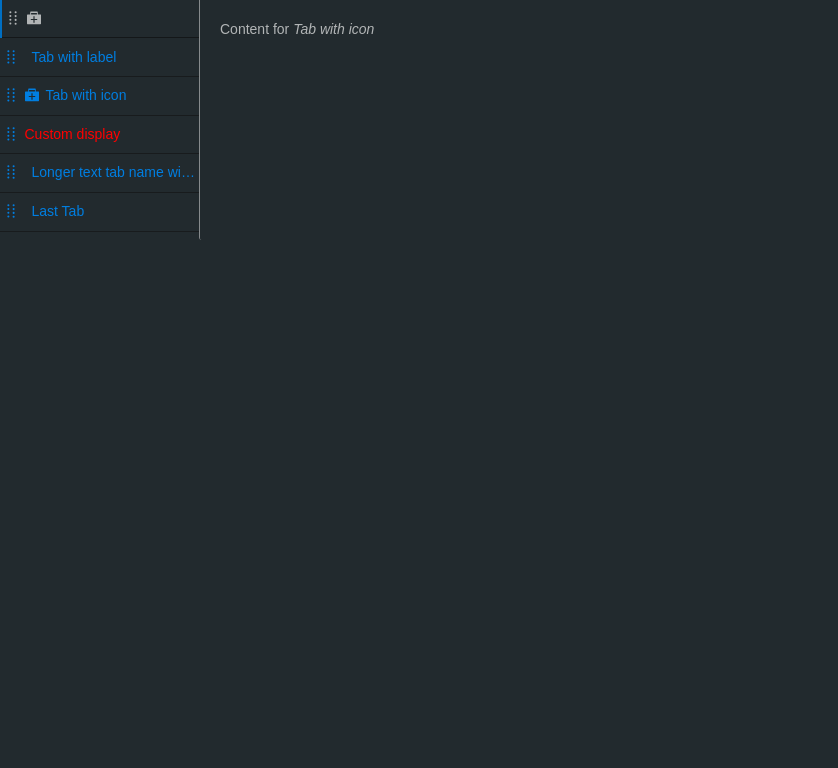 Content for Tab with icon
Tab with label
Tab with icon
Custom display
Longer text tab name wi…
Last Tab